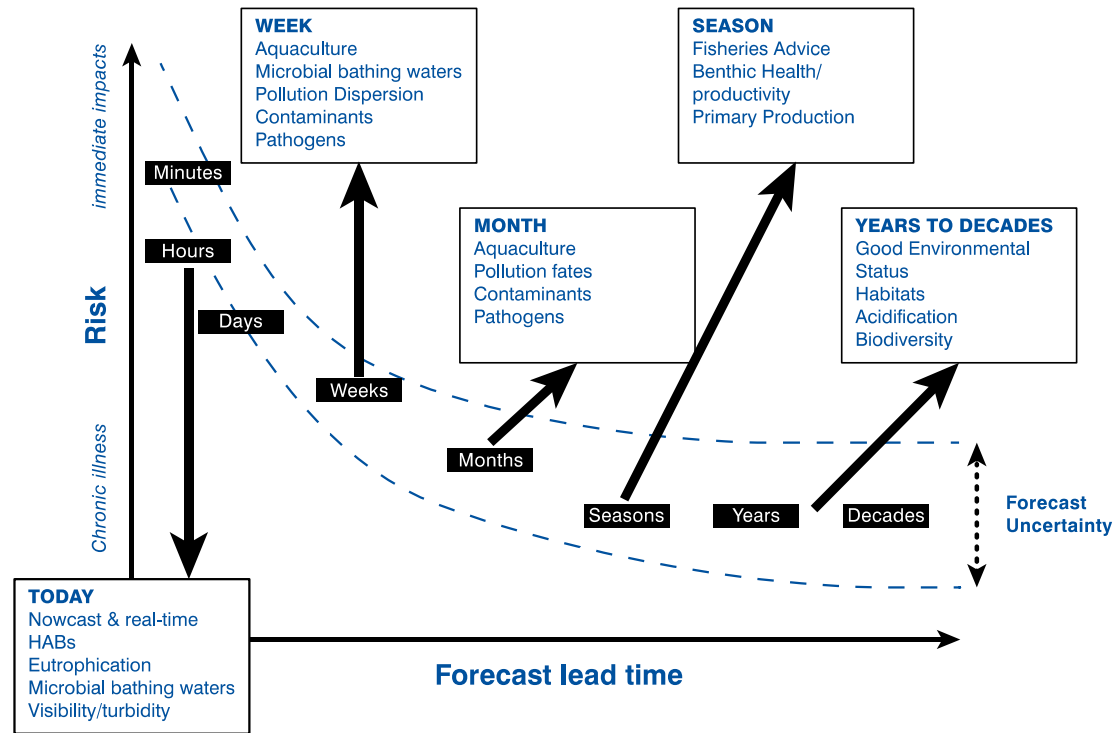 WEEK
Aquaculture
Microbial bathing waters
Pollution Dispersion
Contaminants
Pathogens
SEASON
Fisheries Advice
Benthic Health/
productivity
Primary Production
immediate impacts
Minutes
Hours
Days
Risk
Weeks
MONTH
Aquaculture
Pollution fates
Contaminants
Pathogens
YEARS TO DECADES
Good Environmental
Status
Habitats
Acidification
Biodiversity
Chronic illness
Months
Seasons
Years
Decades
Forecast
Uncertainty
TODAY
Nowcast & real-time
HABs
Eutrophication
Microbial bathing waters
Visibility/turbidity
Forecast lead time